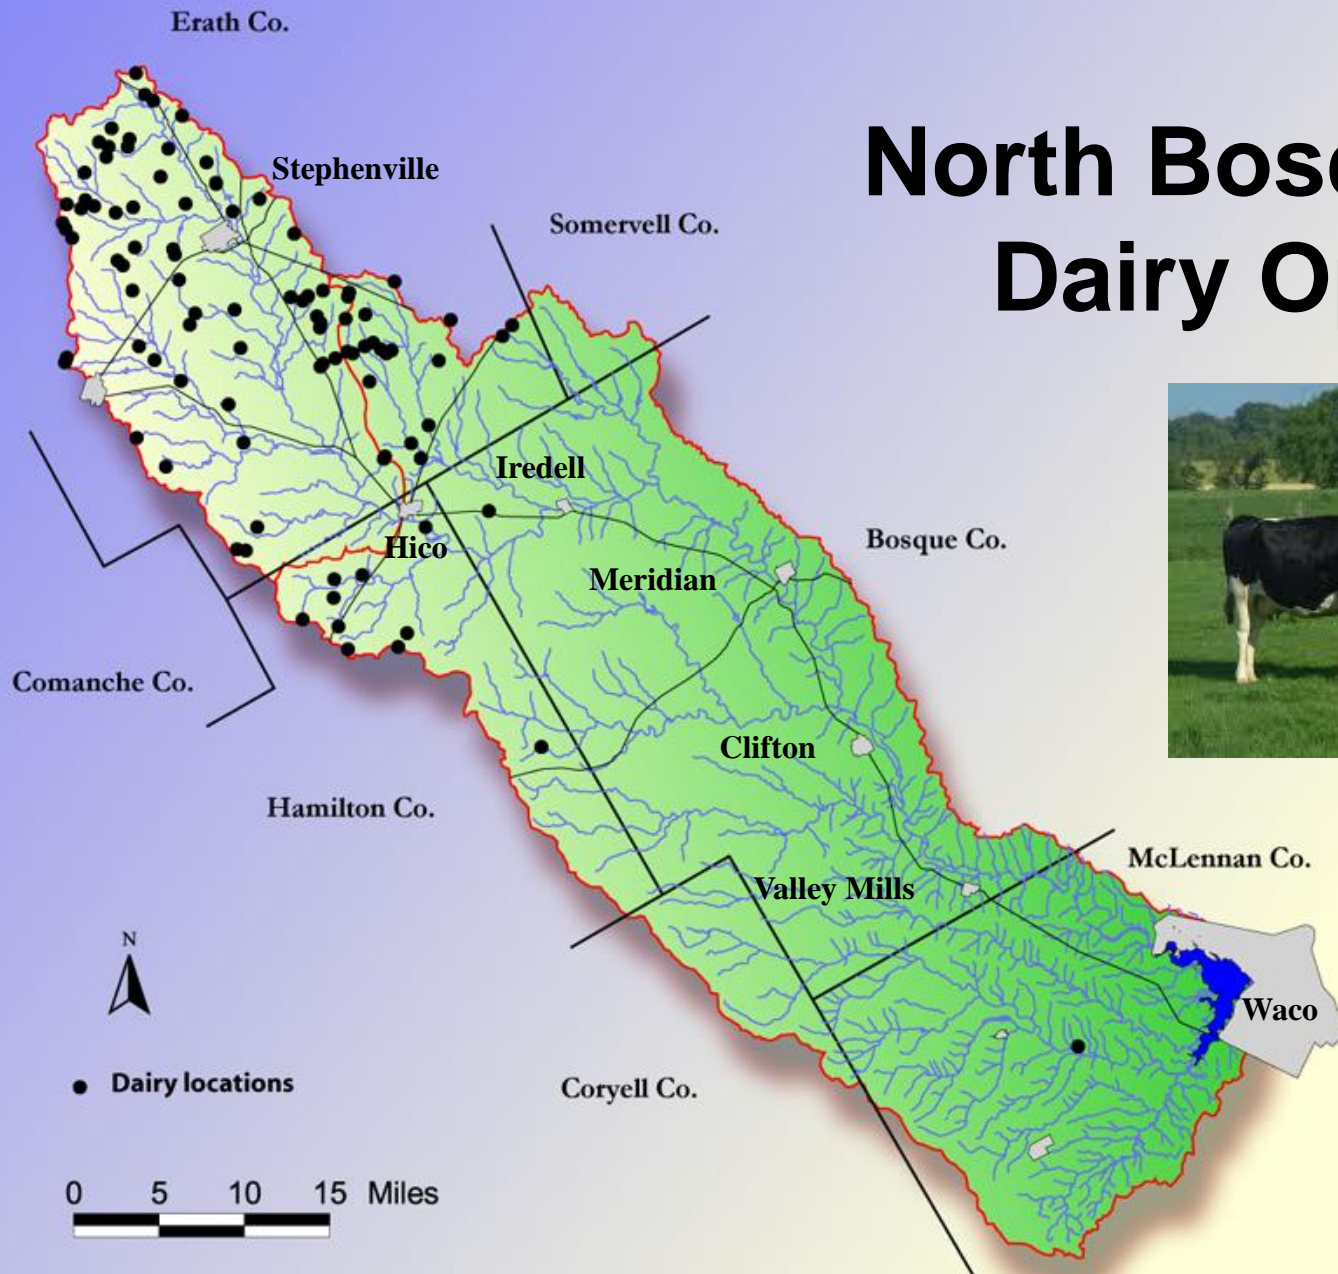 North Bos
Dairy O
Erath Co.
Stephenville
Somervell Co.
Iredell
Bosque Co.
Hico
Meridian
Comanche Co.
Clifton
Hamilton Co.
McLennan Co.
Valley Mills
N
Waco
Dairy locations
Coryell Co.
0 5 10 15 Miles